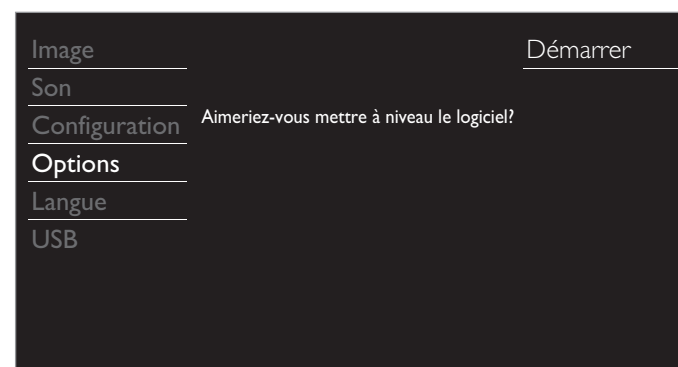 Image
Démarrer
Son
Configuration
Aimeriez-vous mettre à niveau le logiciel?
Options
Langue
USB